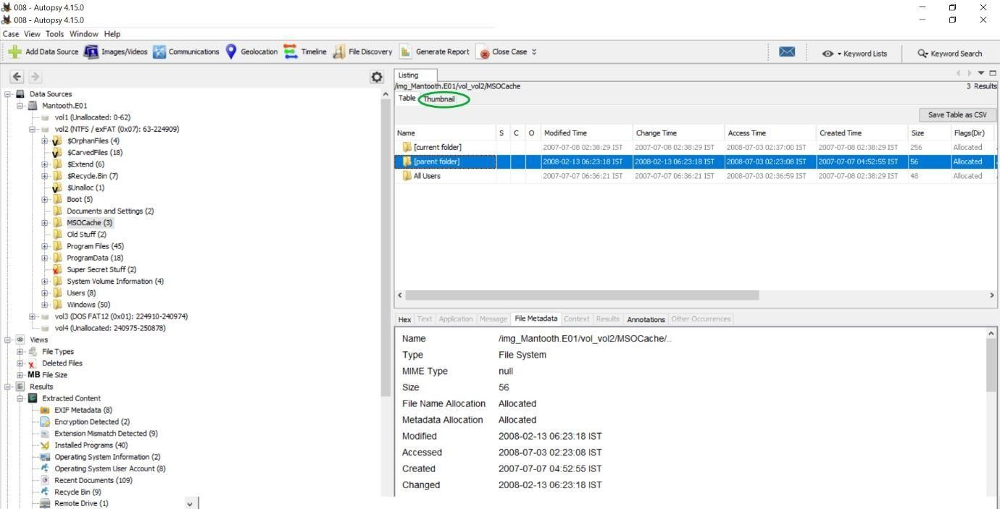 008 - Autopsy 4.15.0
008 - Autopsy 4.15.0
Case View Tools Window Help
Add Data Source Images/Videos Communications Geolocation Timeline File Discovery Generate Report Close Case Keyword Lists Keyword Search
Data Sources
Mantooth.E01
vol1 (Unallocated: 0-62)
vol2 (NTFS / exFAT (0x07): 63-224909)
$OrphanFiles (4)
$CarvedFiles (18)
$Extend (6)
$Recycle.Bin (7)
$Unalloc (1)
Boot (5)
Documents and Settings (2)
MSOCache (3)
Old Stuff (2)
Program Files (45)
ProgramData (18)
Super Secret Stuff (2)
System Volume Information (4)
Users (8)
Windows (50)
vol3 (DOS FAT12 (0x01): 224910-240974)
vol4 (Unallocated: 240975-250878)
Views
File Types
Deleted Files
MB File Size
Results
Extracted Content
EXIF Metadata (8)
Encryption Detected (2)
Extension Mismatch Detected (9)
Installed Programs (40)
Operating System Information (2)
Operating System User Account (8)
Recent Documents (109)
Recycle Bin (9)
Remote Drive (1)
Listing
/img_Mantooth.E01/vol_vol2/MSOCache 3 Results
Table Thumbnail
Save Table as CSV
Name S C O Modified Time Change Time Access Time Created Time Size Flags(Dir)
[current folder] 2007-07-08 02:38:29 IST 2007-07-08 02:38:29 IST 2008-07-03 02:37:00 IST 2007-07-08 02:38:29 IST 256 Allocated
[parent folder] 2008-02-13 06:23:18 IST 2008-02-13 06:23:18 IST 2008-07-03 02:23:08 IST 2007-07-07 04:52:55 IST 56 Allocated
All Users 2007-07-07 06:36:21 IST 2007-07-07 06:36:21 IST 2008-07-03 02:36:59 IST 2007-07-08 02:38:29 IST 48 Allocated
Hex Text Application Message File Metadata Context Results Annotations Other Occurrences
Name /img_Mantooth.E01/vol_vol2/MSOCache/..
Type File System
MIME Type null
Size 56
File Name Allocation Allocated
Metadata Allocation Allocated
Modified 2008-02-13 06:23:18 IST
Accessed 2008-07-03 02:23:08 IST
Created 2007-07-07 04:52:55 IST
Changed 2008-02-13 06:23:18 IST